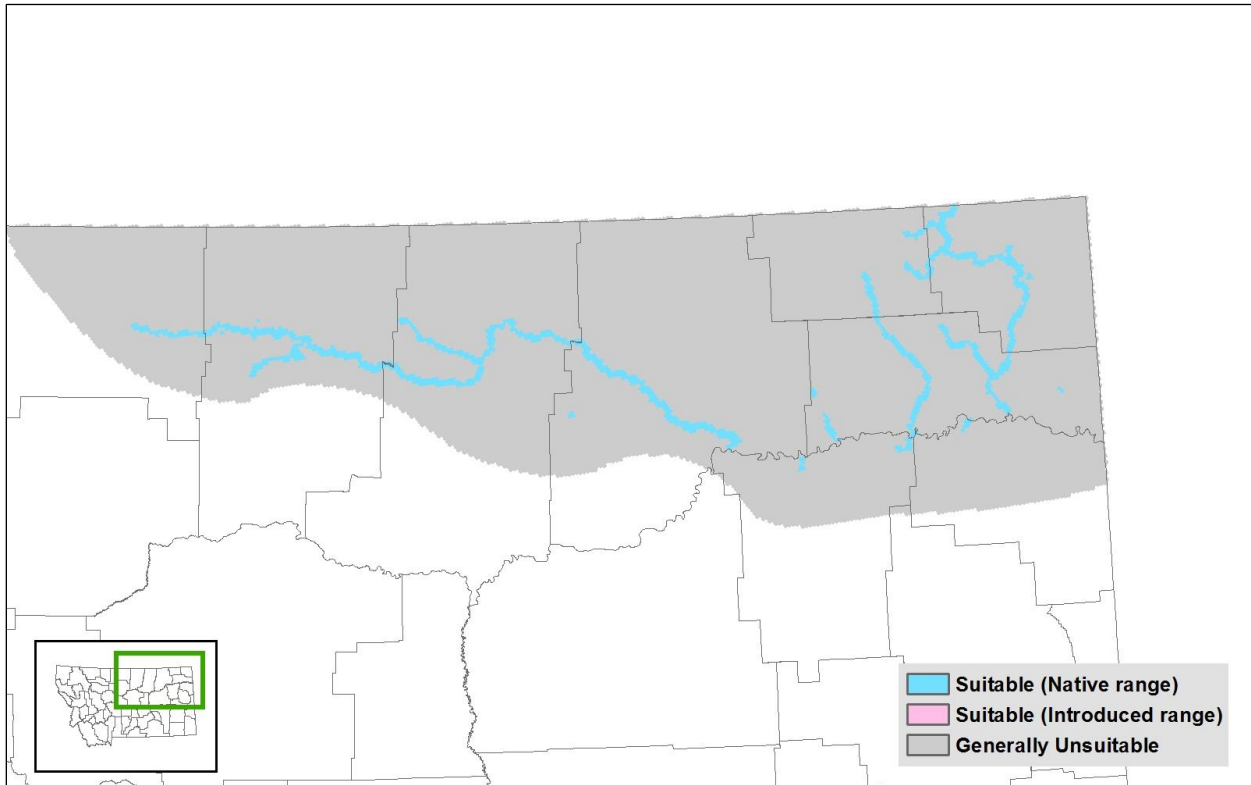 Suitable (Native range)
Suitable (Introduced range)
Generally Unsuitable